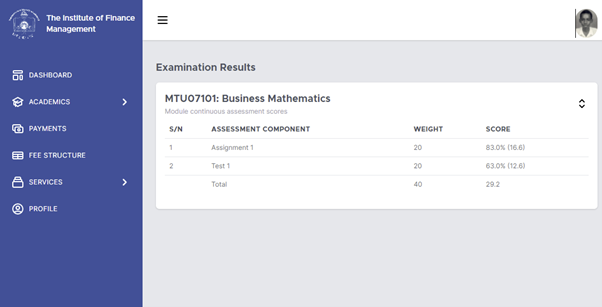 The Institute of Finance
Management
DASHBOARD
ACADEMICS
PAYMENTS
FEE STRUCTURE
SERVICES
PROFILE
Examination Results
MTU07101: Business Mathematics
Module continuous assessment scores
S/N ASSESSMENT COMPONENT WEIGHT SCORE
1 Assignment 1 20 83.0% (16.6)
2 Test 1 20 63.0% (12.6)
Total 40 29.2